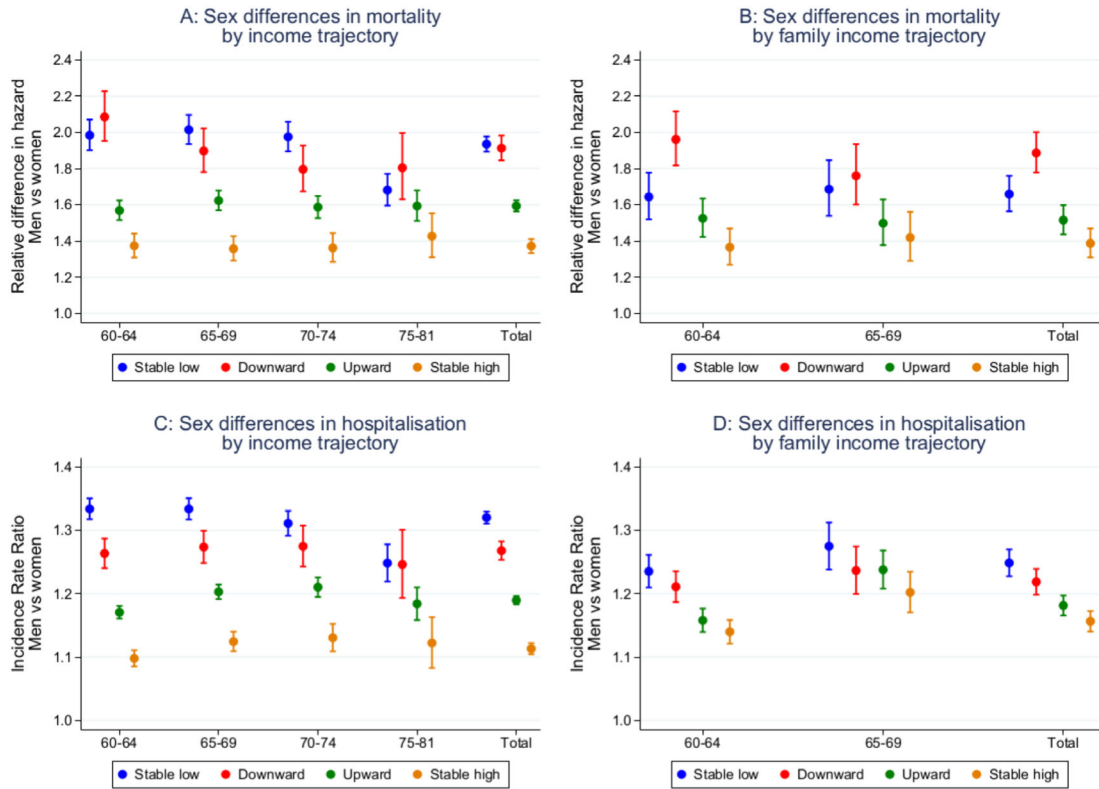 A: Sex differences in mortality
by income trajectory
Relative difference in hazard
Men vs women
2.4
2.2
2.0
1.8
1.6
1.4
1.2
1.0
60-64
65-69
70-74
75-81
Total
Stable low
Downward
Upward
Stable high
B: Sex differences in mortality
by family income trajectory
Relative difference in hazard
Men vs women
2.4
2.2
2.0
1.8
1.6
1.4
1.2
1.0
60-64
65-69
Total
Stable low
Downward
Upward
Stable high
C: Sex differences in hospitalisation
by income trajectory
Incidence Rate Ratio
Men vs women
1.4
1.3
1.2
1.1
1.0
60-64
65-69
70-74
75-81
Total
Stable low
Downward
Upward
Stable high
D: Sex differences in hospitalisation
by family income trajectory
Incidence Rate Ratio
Men vs women
1.4
1.3
1.2
1.1
1.0
60-64
65-69
Total
Stable low
Downward
Upward
Stable high